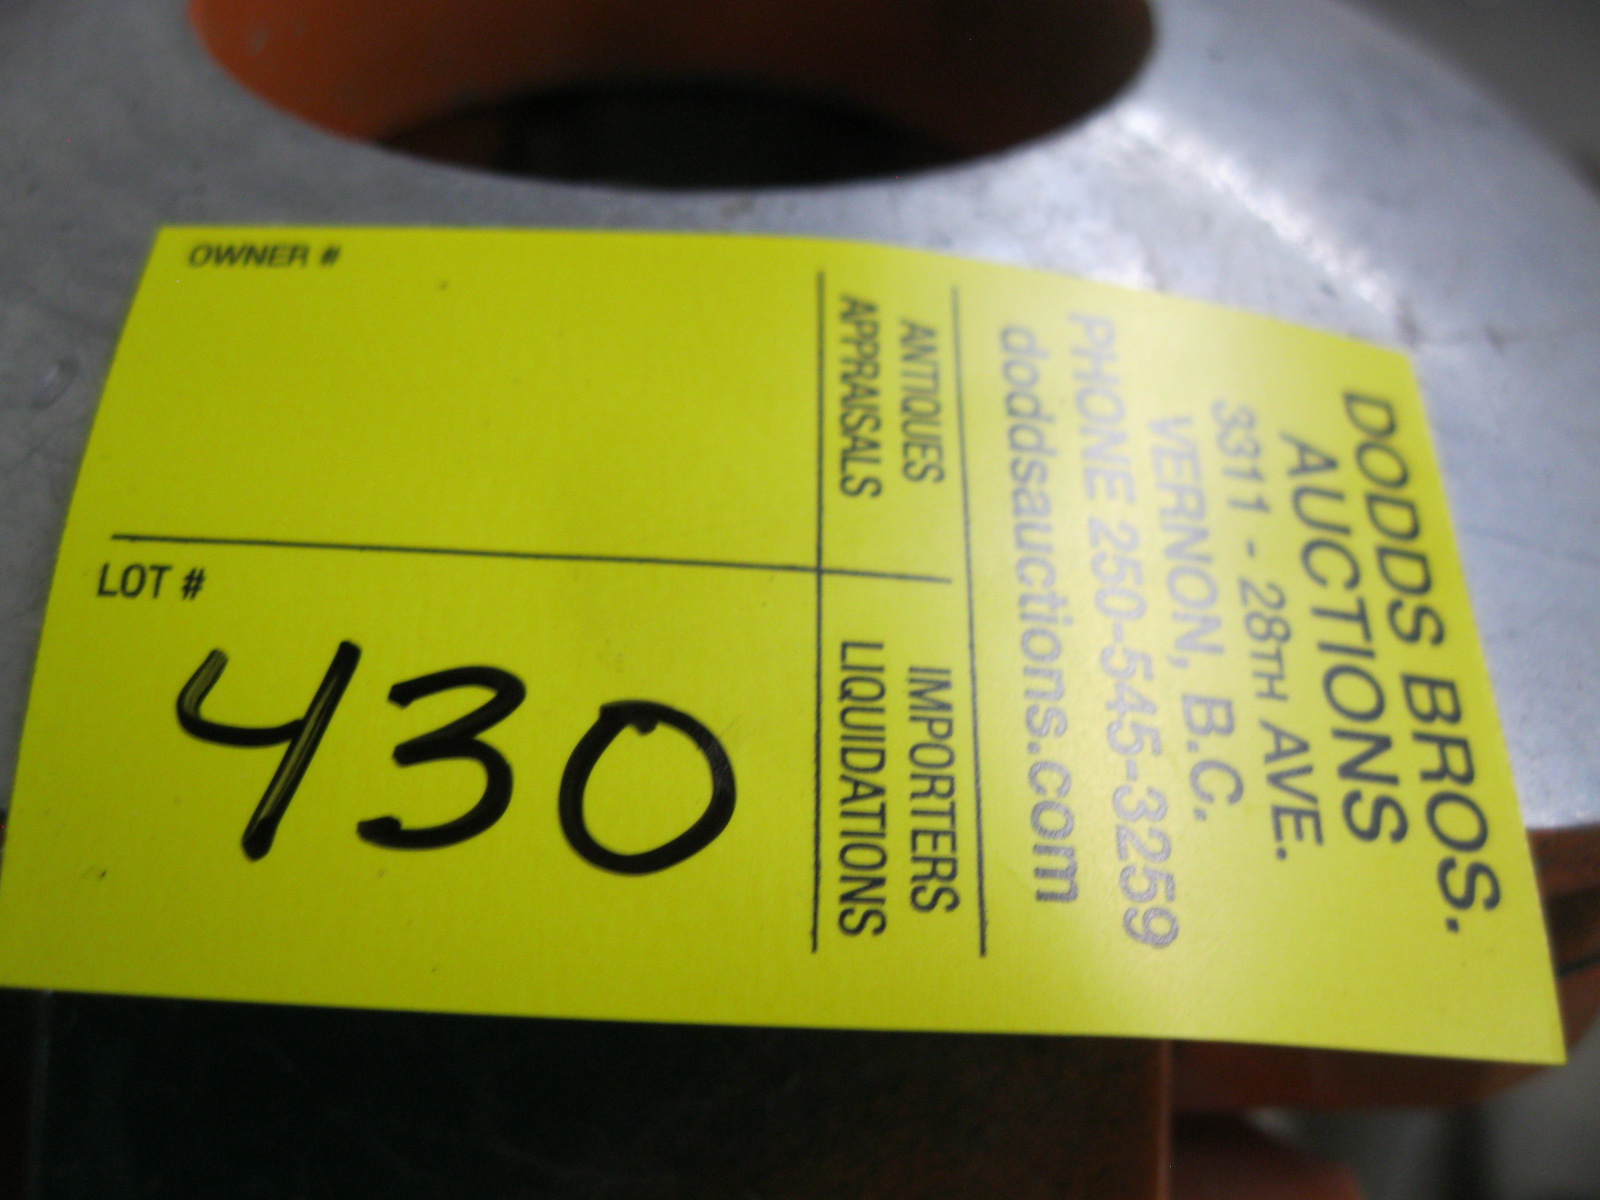 DODDS BROS.
AUCTIONS
3311 - 28TH AVE.
VERNON, B.C.
PHONE 250-545-3259
doddsauctions.com
ANTIQUES
APPRAISALS
IMPORTERS
LIQUIDATIONS
OWNER #
LOT #
430